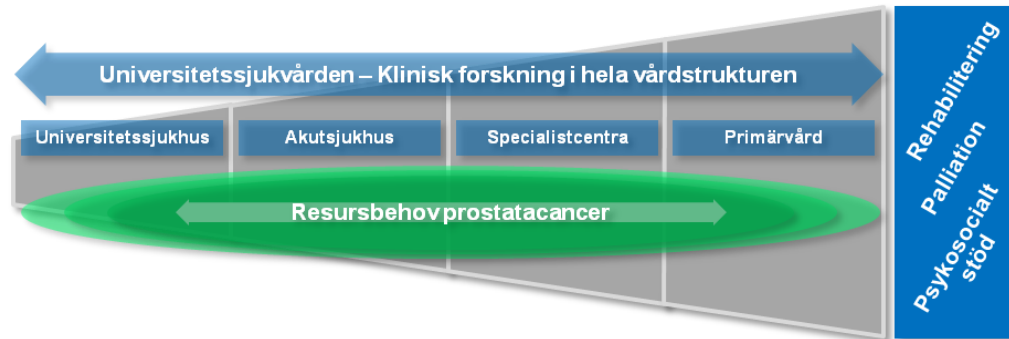 Universitetssjukvården – Klinisk forskning i hela vårdstrukturen
Universitetssjukhus
Akutsjukhus
Specialistcentra
Primärvård
Resursbehov prostatacancer
Rehabilitering
Palliation
Psykosocialt
stöd